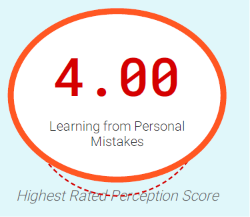 4.00
Learning from Personal
Mistakes
Highest Rated Perception Score